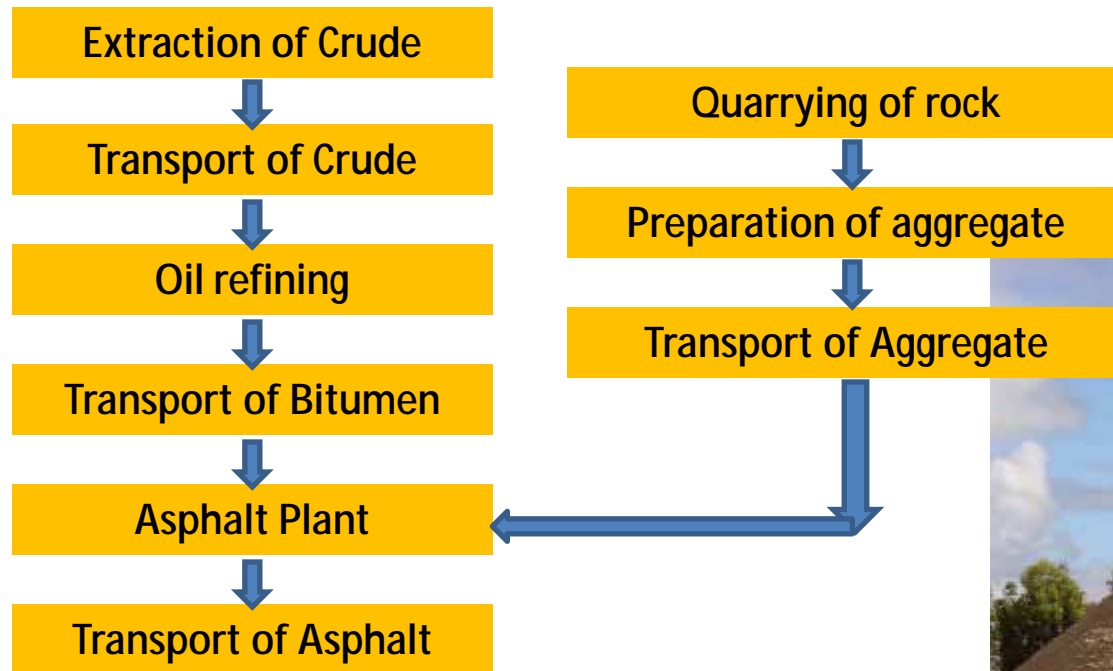 Extraction of Crude
Transport of Crude
Oil refining
Transport of Bitumen
Asphalt Plant
Transport of Asphalt
Quarrying of rock
Preparation of aggregate
Transport of Aggregate